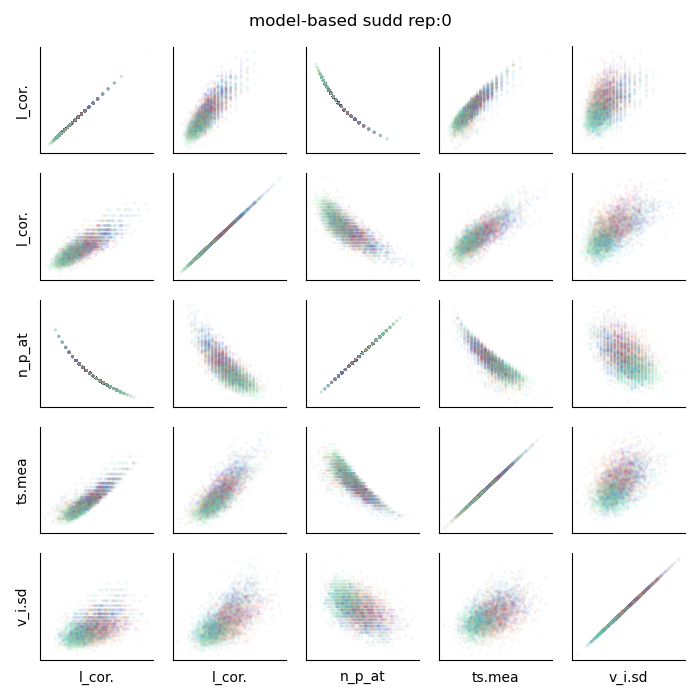 model-based sudd rep:0
l_cor.
l_cor.
n_p_at
ts.mea
v_i.sd
l_cor.
l_cor.
n_p_at
ts.mea
v_i.sd